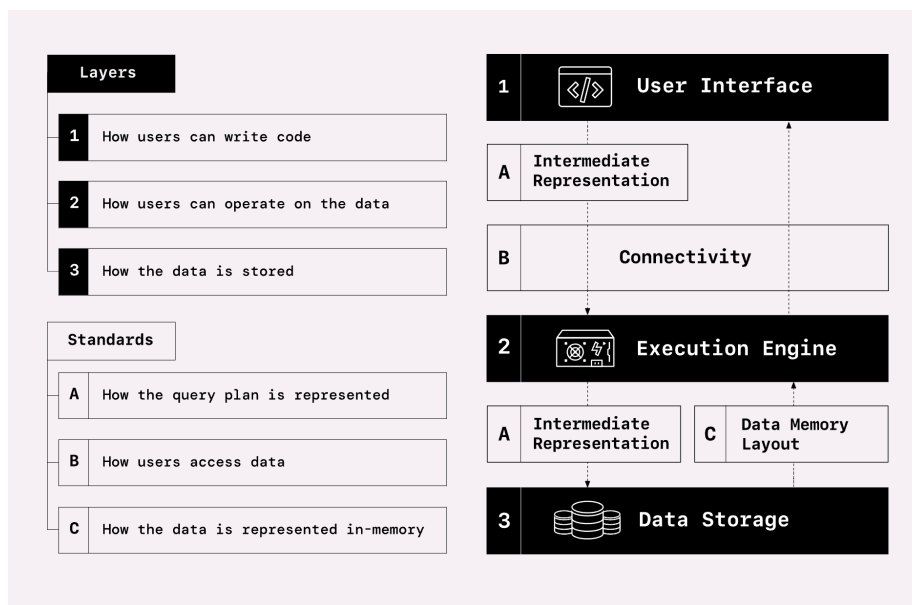 Layers
1 How users can write code
2 How users can operate on the data
3 How the data is stored
Standards
A How the query plan is represented
B How users access data
C How the data is represented in-memory
1 </> User Interface
A Intermediate
Representation
B Connectivity
2 Execution Engine
A Intermediate
Representation
C Data Memory
Layout
3 Data Storage